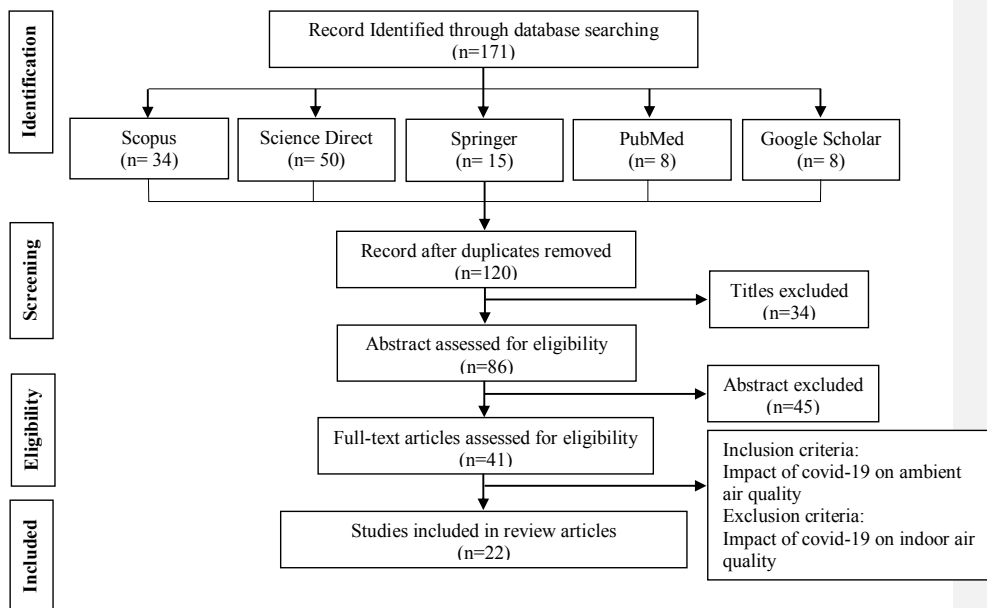 Identification
Record Identified through database searching
(n=171)
Scopus
(n= 34)
Science Direct
(n= 50)
Springer
(n= 15)
PubMed
(n= 8)
Google Scholar
(n= 8)
Screening
Record after duplicates removed
(n=120)
Titles excluded
(n=34)
Abstract assessed for eligibility
(n=86)
Eligibility
Abstract excluded
(n=45)
Full-text articles assessed for eligibility
(n=41)
Inclusion criteria:
Impact of covid-19 on ambient
air quality
Exclusion criteria:
Impact of covid-19 on indoor air
quality
Included
Studies included in review articles
(n=22)